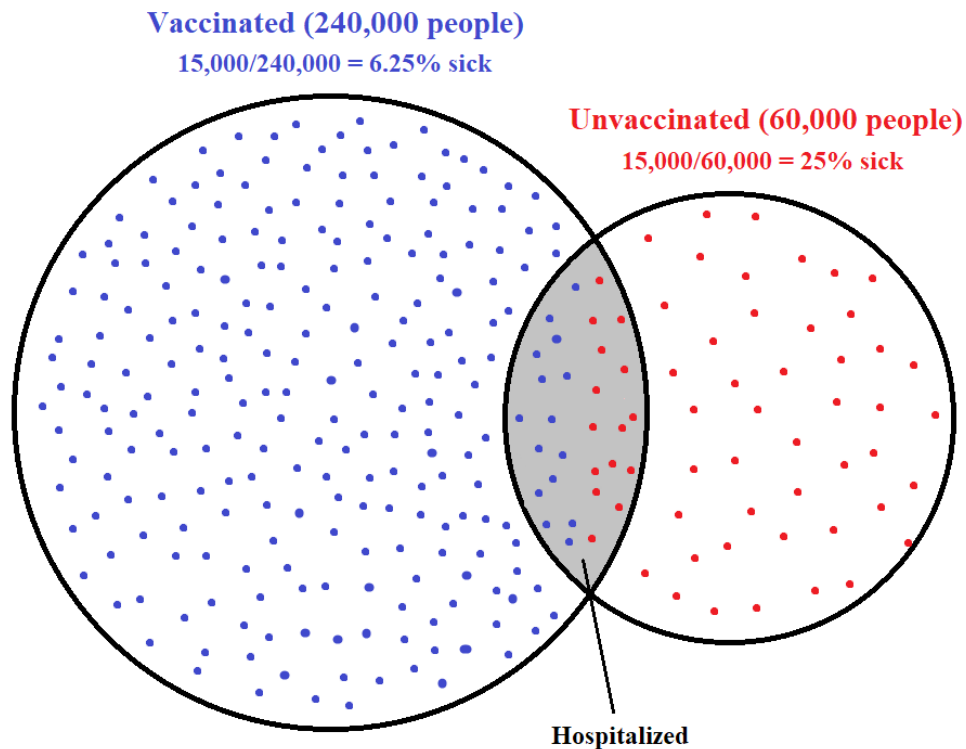 Vaccinated (240,000 people)
15,000/240,000 = 6.25% sick
Unvaccinated (60,000 people)
15,000/60,000 = 25% sick
Hospitalized